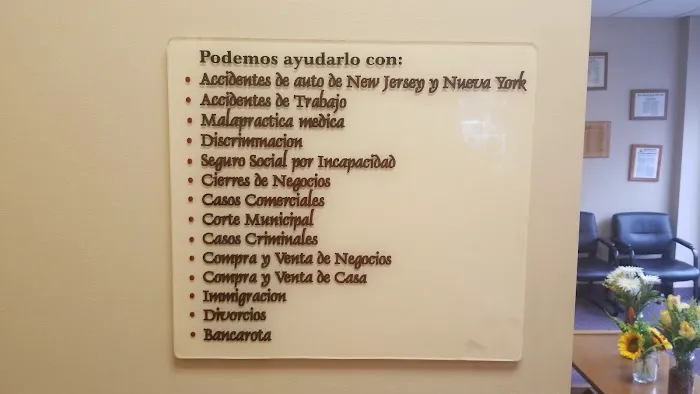 Podemos ayudarlo con:
• Accidentes de auto de New Jersey y Nueva York
• Accidentes de Trabajo
• Malapractica medica
• Discrimmacion
• Seguro Social por Incapacidad
• Cierres de Negocios
• Casos Comerciales
• Corte Municipal
• Casos Criminales
• Compra y Venta de Negocios
• Compra y Venta de Casa
• Immigracion
• Divorcios
• Bancarota